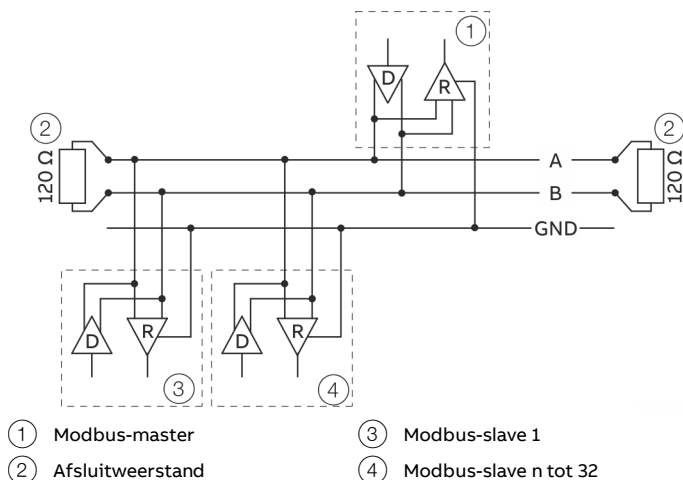 1
D
R
2
120 Ω
A
B
GND
2
120 Ω
D
R
3
D
R
4
1 Modbus-master
2 Afsluitweerstand
3 Modbus-slave 1
4 Modbus-slave n tot 32